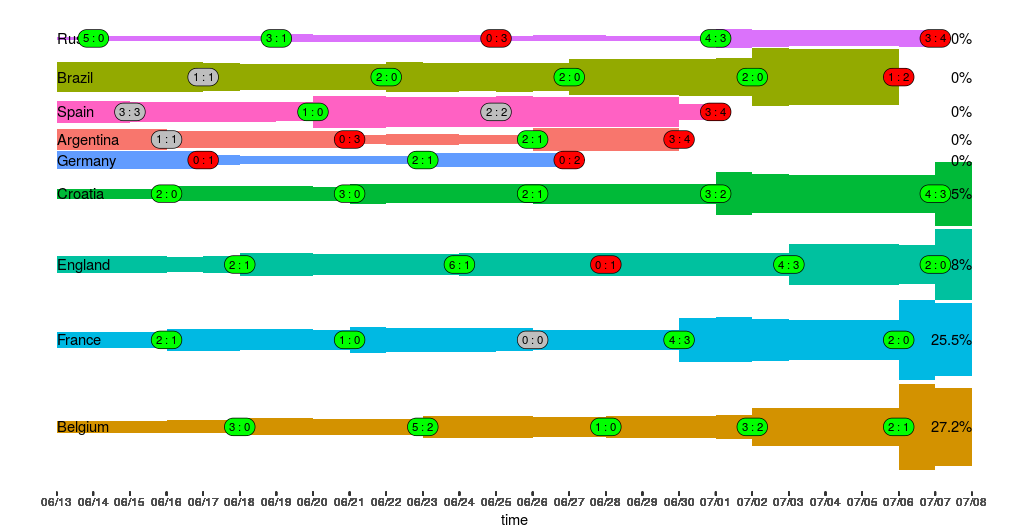 Rus 5 : 0 3 : 1 0 : 3 4 : 3 3 : 4 0%
Brazil 1 : 1 2 : 0 2 : 0 2 : 0 1 : 2 0%
Spain 3 : 3 1 : 0 2 : 2 3 : 4 0%
Argentina 1 : 1 0 : 3 2 : 1 3 : 4 0%
Germany 0 : 1 2 : 1 0 : 2 0%
Croatia 2 : 0 3 : 0 2 : 1 3 : 2 4 : 3 5%
England 2 : 1 6 : 1 0 : 1 4 : 3 2 : 0 8%
France 2 : 1 1 : 0 0 : 0 4 : 3 2 : 0 25.5%
Belgium 3 : 0 5 : 2 1 : 0 3 : 2 2 : 1 27.2%
06/13 06/14 06/15 06/16 06/17 06/18 06/19 06/20 06/21 06/22 06/23 06/24 06/25 06/26 06/27 06/28 06/29 06/30 07/01 07/02 07/04 07/05 07/06 07/07 07/08
time